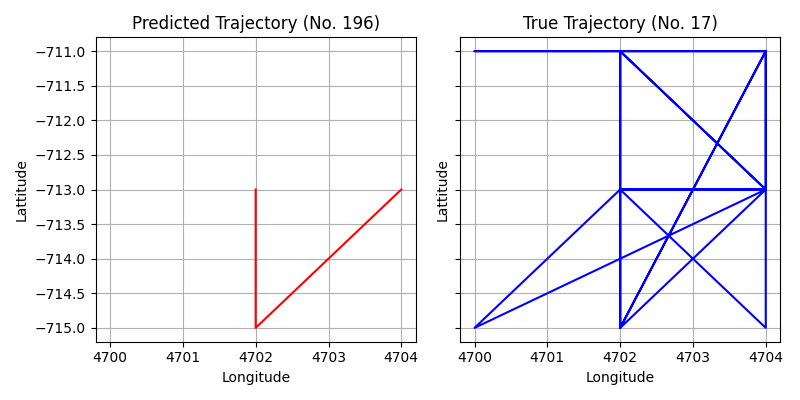 Predicted Trajectory (No. 196)
True Trajectory (No. 17)
−711.0
−711.5
−712.0
−712.5
−713.0
−713.5
−714.0
−714.5
−715.0
Lattitude
Lattitude
4700 4701 4702 4703 4704
4700 4701 4702 4703 4704
Longitude
Longitude